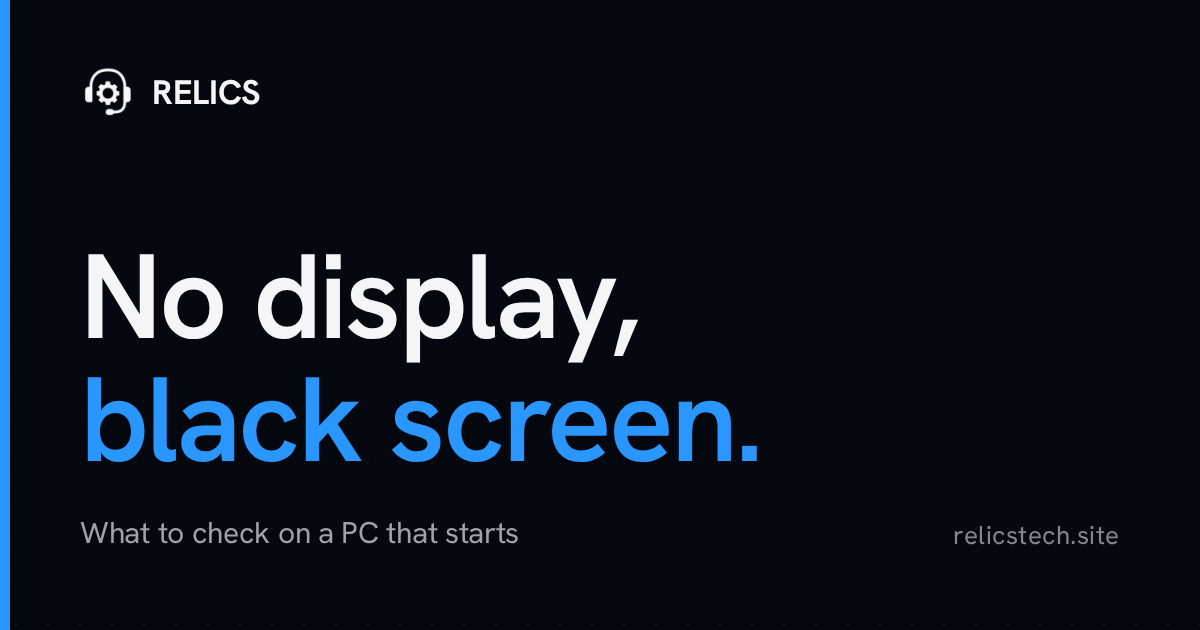 RELICS
No display,
black screen.
What to check on a PC that starts
relicstech.site